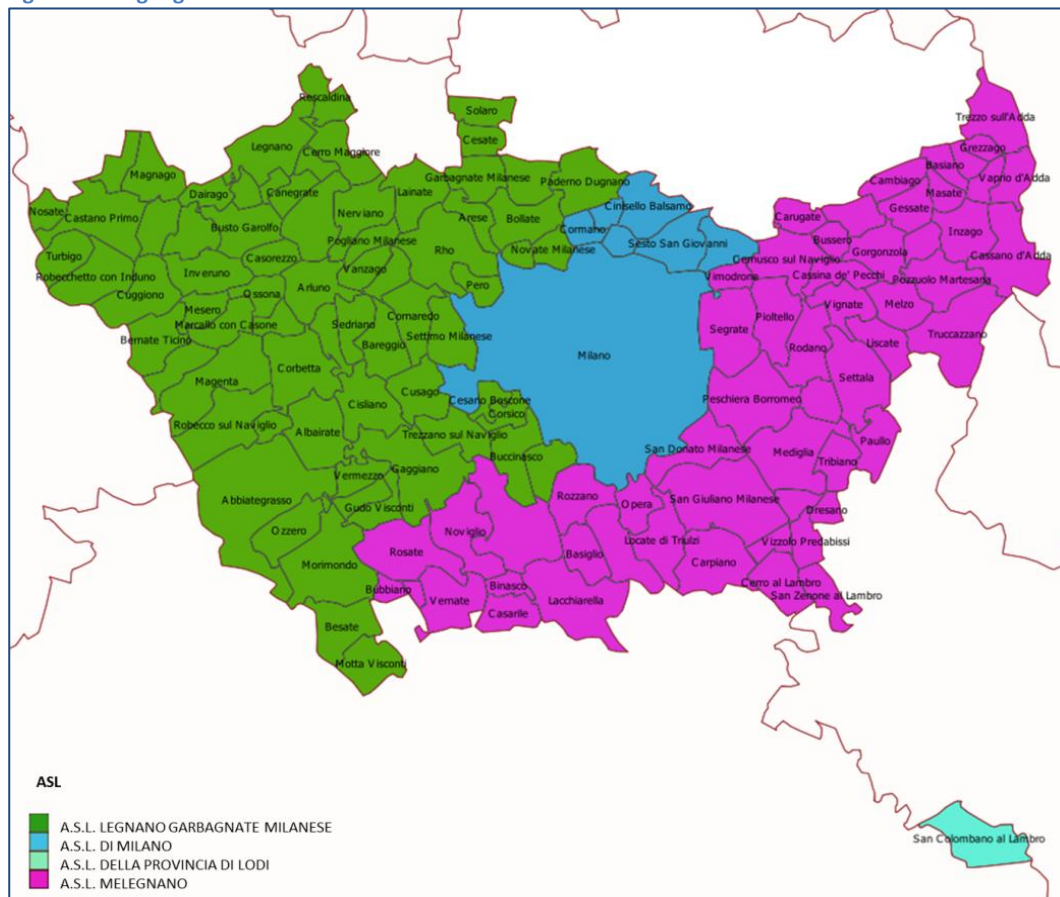 Rescaldina
Solaro
Trezzo sull'Adda
Legnano
Cesate
Grezzago
Cerro Maggiore
Basiano
Magnago
Garbagnate Milanese
Paderno Dugnano
Cambiago
Vaprio d'Adda
Dairago
Canegrate
Lainate
Masate
Nosate
Castano Primo
Nerviano
Arese
Bollate
Cinisello Balsamo
Gessate
Busto Garolfo
Cormano
Carugate
Inzago
Pogliano Milanese
Rho
Novate Milanese
Sesto San Giovanni
Bussero
Gorgonzola
Turbigo
Casorezzo
Vanzago
Cernusco sul Naviglio
Cassano d'Adda
Robecchetto con Induno
Inveruno
Pero
Vimodrone
Cassina de' Pecchi
Pozzuolo Martesana
Cuggiono
Ossona
Arluno
Mesero
Comaredo
Vignate
Melzo
Marcallo con Casone
Sedriano
Settimo Milanese
Segrate
Pioltello
Truccazzano
Bernate Ticino
Bareggio
Rodano
Liscate
Milano
Corbetta
Settala
Magenta
Cusago
Cesano Boscone
Peschiera Borromeo
Cisliano
Corsico
Robecco sul Naviglio
Albairate
Trezzano sul Naviglio
Paullo
San Donato Milanese
Mediglia
Buccinasco
Tribiano
Vermezzo
Gaggiano
Abbiategrasso
Rozzano
Opera
San Giuliano Milanese
Gudo Visconti
Dresano
Ozzero
Noviglio
Locate di Triulzi
Vizzolo Predabissi
Rosate
Basiglio
Carpiano
Morimondo
Cerro al Lambro
Bubbiano
Binasco
San Zenone al Lambro
Vernate
Lacchiarella
Casarile
Besate
Motta Visconti
ASL
A.S.L. LEGNANO GARBAGNATE MILANESE
A.S.L. DI MILANO
San Colombano al Lambro
A.S.L. DELLA PROVINCIA DI LODI
A.S.L. MELEGNANO